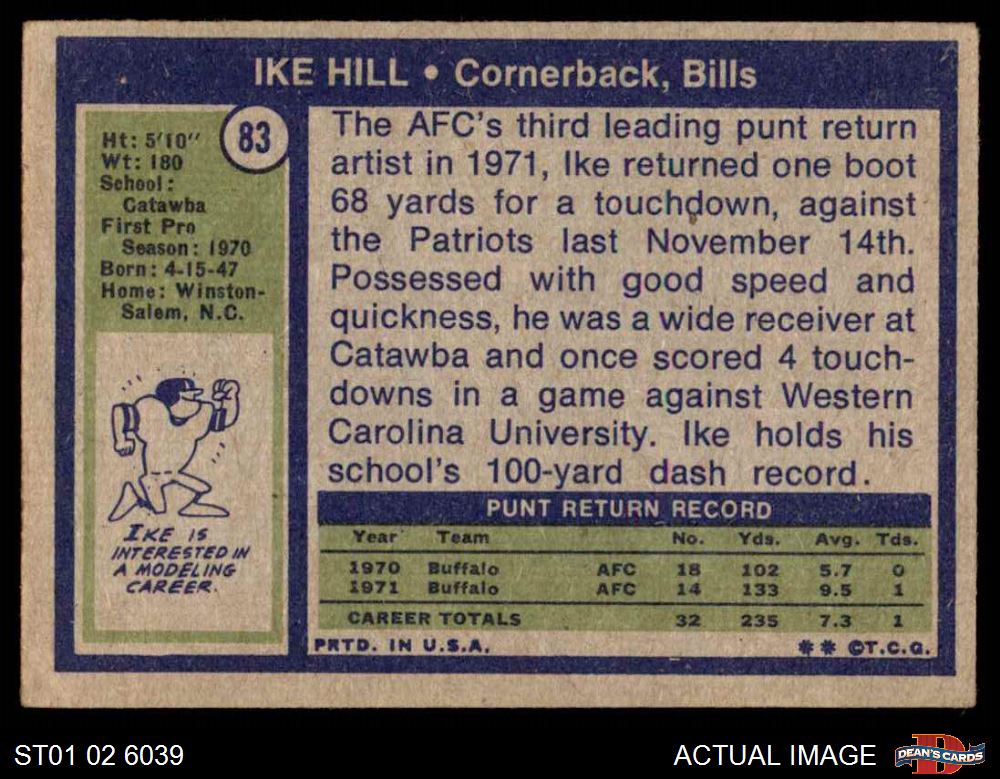 IKE HILL • Cornerback, Bills
83
Ht: 5'10"
Wt: 180
School:
Catawba
First Pro
Season: 1970
Born: 4-15-47
Home: Winston-
Salem, N.C.
IKE IS
INTERESTED IN
A MODELING
CAREER.
The AFC's third leading punt return
artist in 1971, Ike returned one boot
68 yards for a touchdown, against
the Patriots last November 14th.
Possessed with good speed and
quickness, he was a wide receiver at
Catawba and once scored 4 touch-
downs in a game against Western
Carolina University. Ike holds his
school's 100-yard dash record.
PUNT RETURN RECORD
Year Team No. Yds. Avg. Tds.
1970 Buffalo AFC 18 102 5.7 0
1971 Buffalo AFC 14 133 9.5 1
CAREER TOTALS 32 235 7.3 1
PRTD. IN U.S.A. ** ©T.C.G.
ST01 02 6039
ACTUAL IMAGE
D
DEAN'S CARDS